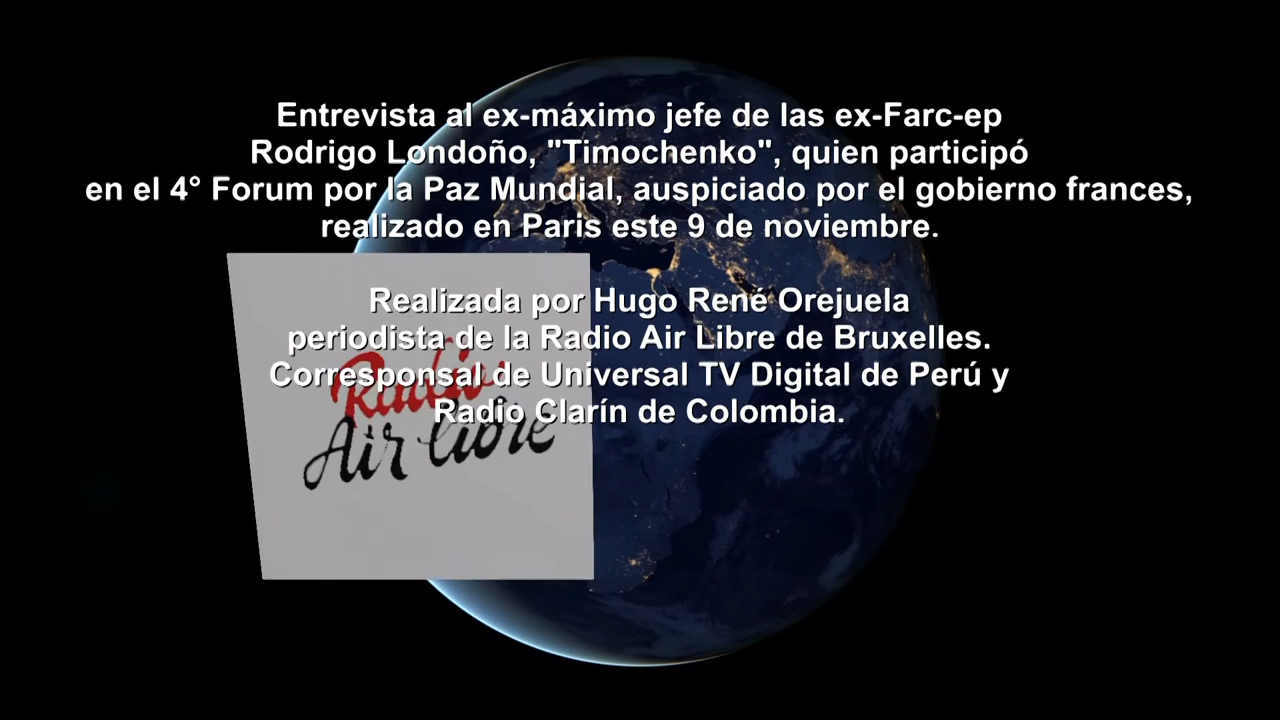 Entrevista al ex-máximo jefe de las ex-Farc-ep
Rodrigo Londoño, "Timochenko", quien participó
en el 4° Forum por la Paz Mundial, auspiciado por el gobierno frances,
realizado en Paris este 9 de noviembre.
Realizada por Hugo René Orejuela
periodista de la Radio Air Libre de Bruxelles.
Corresponsal de Universal TV Digital de Perú y
Radio Clarín de Colombia.
Radio
Air libre